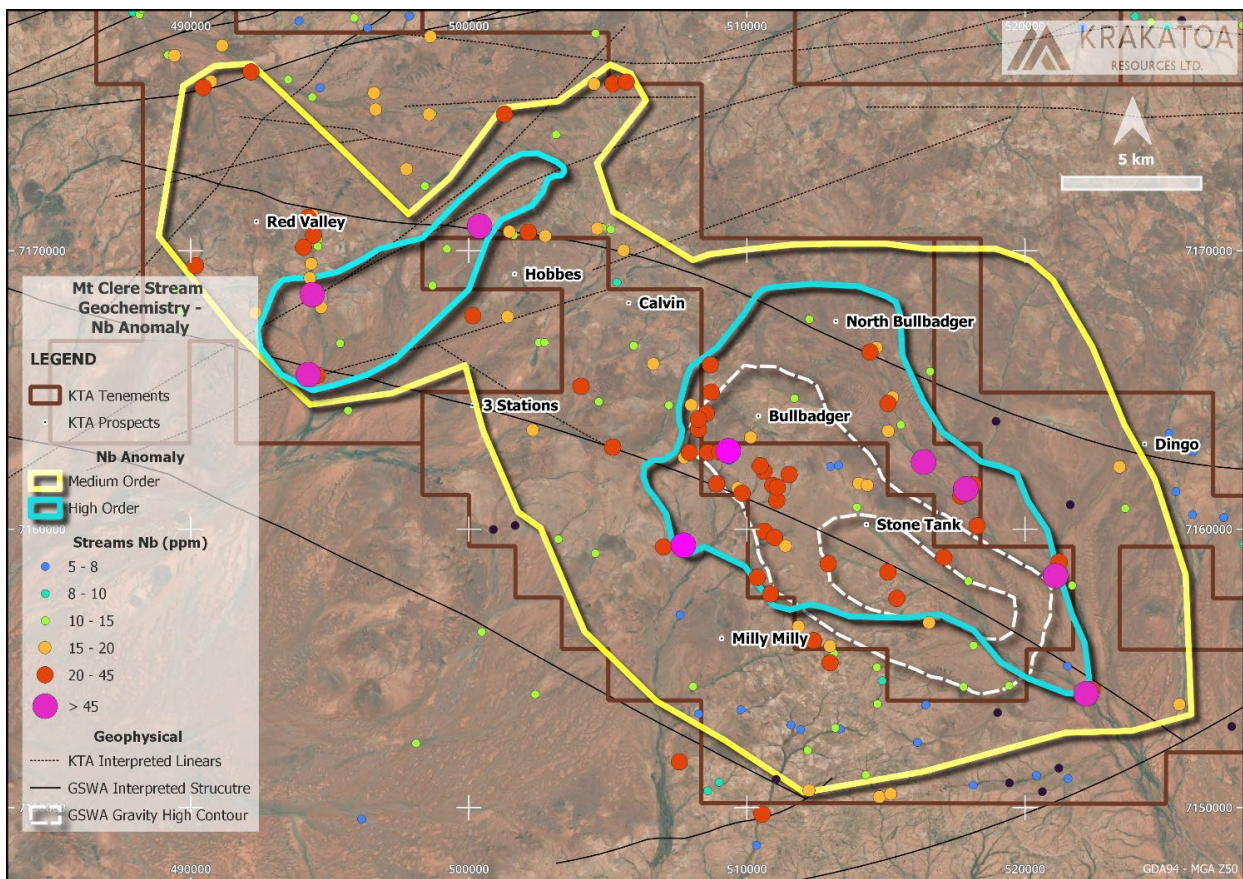 490000
500000
510000
520000
KRAKATOA
RESOURCES LTD.
5 km
Red Valley
7170000
7170000
Hobbes
Calvin
North Bullbadger
3 Stations
Bullbadger
Dingo
7160000
Stone Tank
Milly Milly
7150000
7150000
Mt Clere Stream
Geochemistry -
Nb Anomaly
LEGEND
KTA Tenements
KTA Prospects
Nb Anomaly
Medium Order
High Order
Streams Nb (ppm)
5 - 8
8 - 10
10 - 15
15 - 20
20 - 45
> 45
Geophysical
KTA Interpreted Linears
GSWA Interpreted Strucutre
GSWA Gravity High Contour
490000
500000
510000
520000
GDA94 - MGA Z50